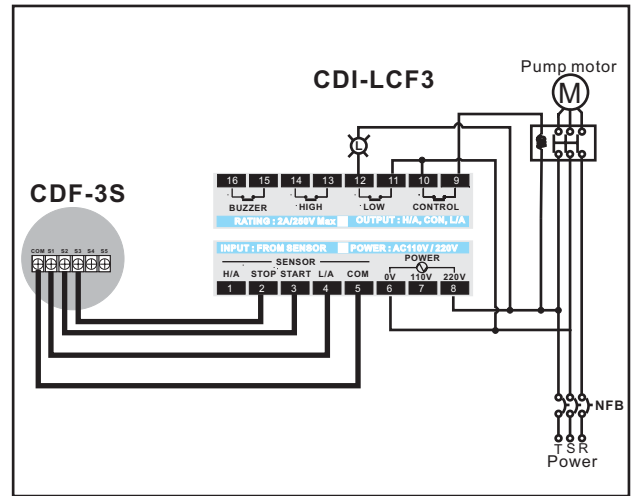 CDI-LCF3
Pump motor
M
L
16 15 14 13 12 11 10 9
BUZZER HIGH LOW CONTROL
RATING : 2A/250V Max OUTPUT : H/A, CON, L/A
CDF-3S
COM S1 S2 S3 S4 S5
INPUT : FROM SENSOR POWER : AC110V / 220V
SENSOR POWER
H/A STOP START L/A COM 0V 110V 220V
1 2 3 4 5 6 7 8
NFB
T S R
Power